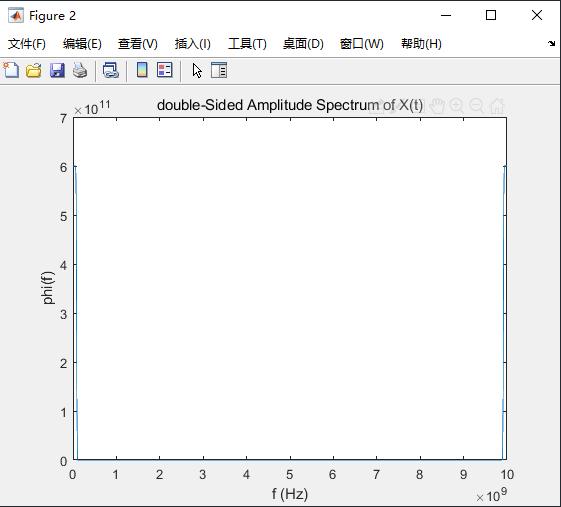 Figure 2
文件(F) 编辑(E) 查看(V) 插入(I) 工具(T) 桌面(D) 窗口(W) 帮助(H)
double-Sided Amplitude Spectrum of X(t)
×10^11
7
6
5
4
3
2
1
0
phi(f)
0 1 2 3 4 5 6 7 8 9 10
f (Hz)
×10^9